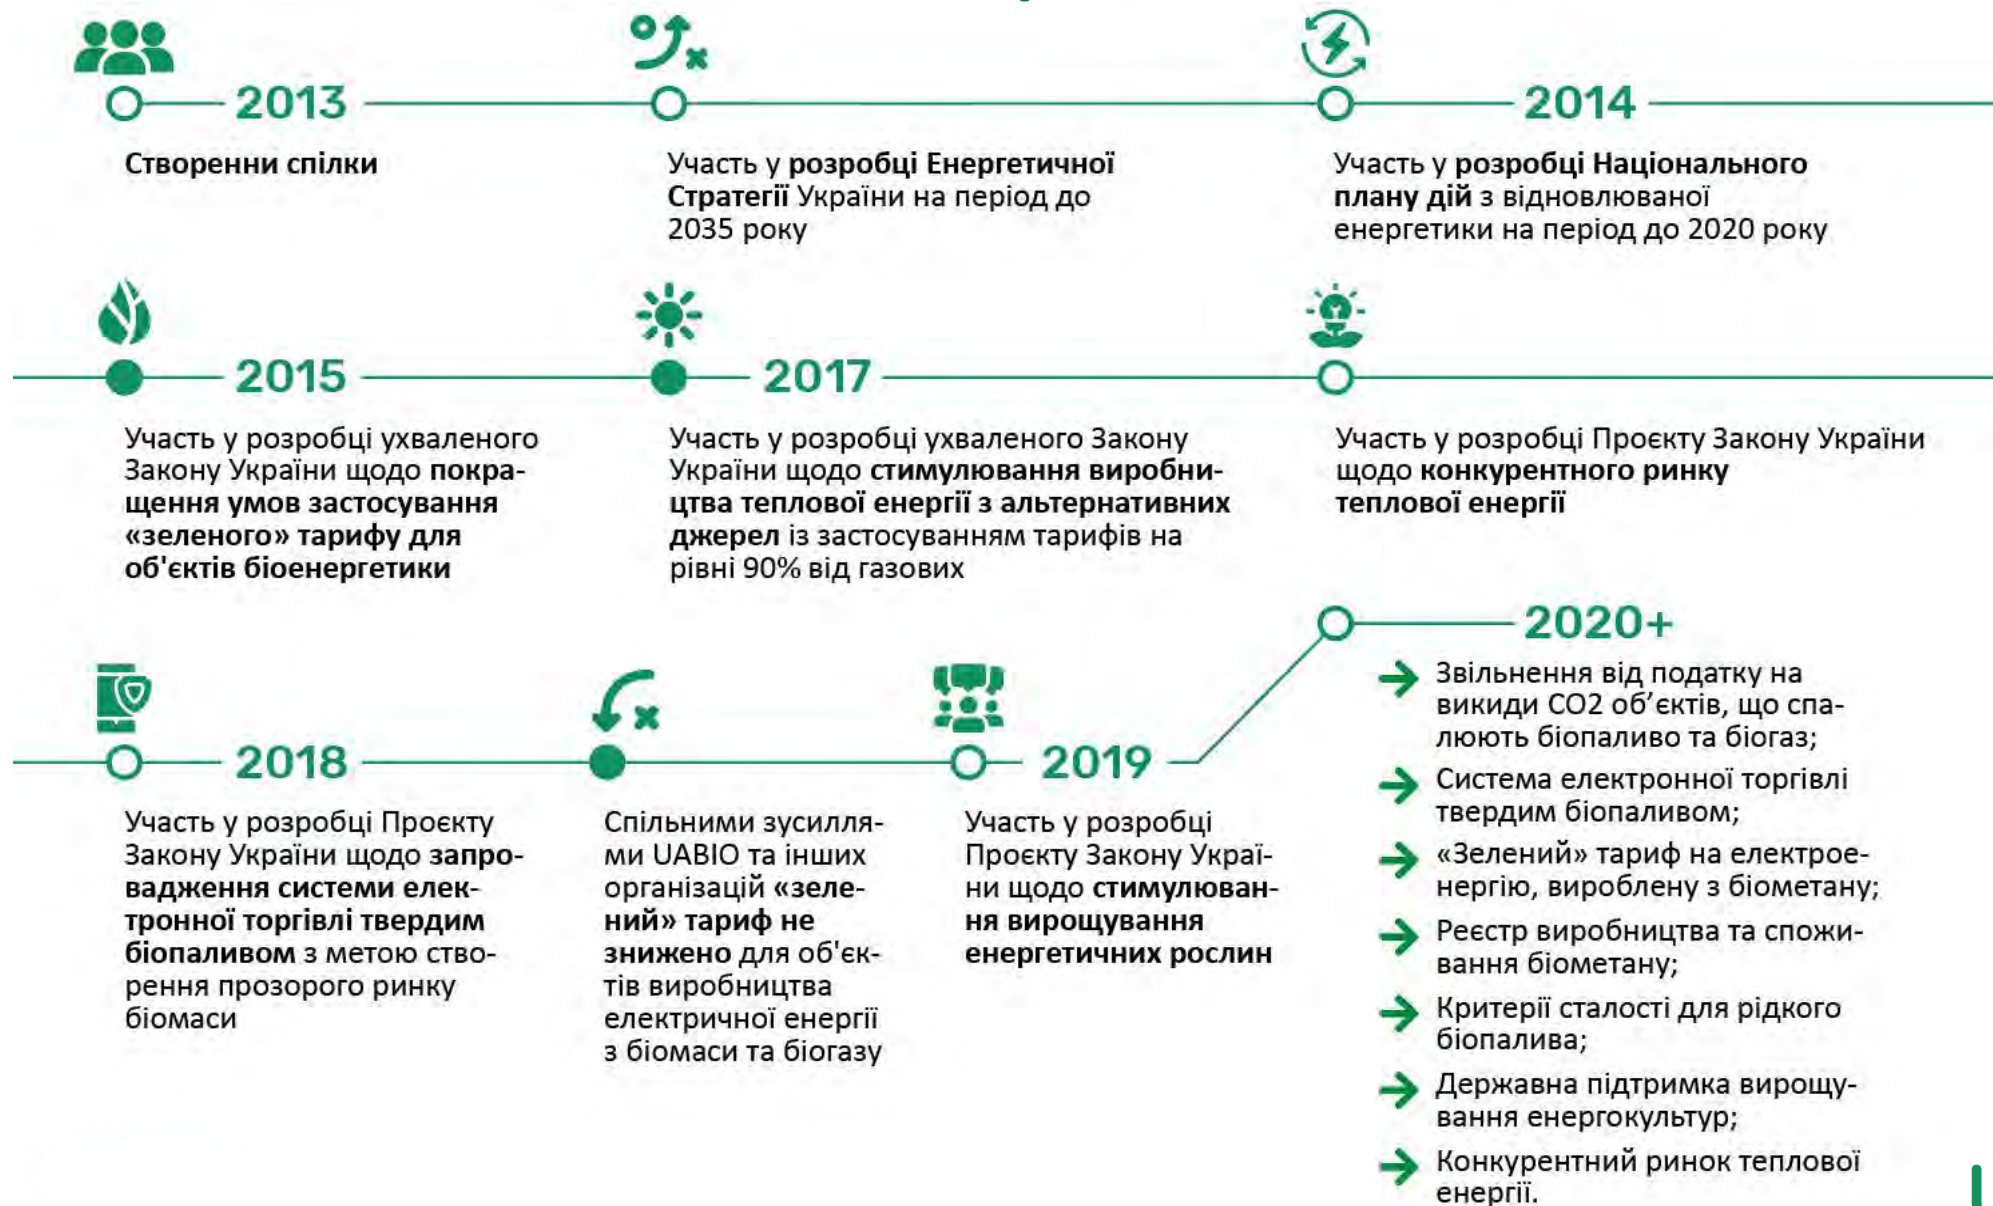 2013
Створенни спілки
Участь у розробці Енергетичної
Стратегії України на період до
2035 року
2014
Участь у розробці Національного
плану дій з відновлюваної
енергетики на період до 2020 року
2015
Участь у розробці ухваленого
Закону України щодо покра-
щення умов застосування
«зеленого» тарифу для
об'єктів біоенергетики
2017
Участь у розробці ухваленого Закону
України щодо стимулювання виробни-
цтва теплової енергії з альтернативних
джерел із застосуванням тарифів на
рівні 90% від газових
Участь у розробці Проєкту Закону України
щодо конкурентного ринку
теплової енергії
2018
Участь у розробці Проєкту
Закону України щодо запро-
вадження системи елек-
тронної торгівлі твердим
біопаливом з метою ство-
рення прозорого ринку
біомаси
Спільними зусилля-
ми UABIO та інших
організацій «зеле-
ний» тариф не
знижено для об'єк-
тів виробництва
електричної енергії
з біомаси та біогазу
2019
Участь у розробці
Проєкту Закону Украї-
ни щодо стимулюван-
ня вирощування
енергетичних рослин
2020+
Звільнення від податку на
викиди СО2 об’єктів, що спа-
люють біопаливо та біогаз;
Система електронної торгівлі
твердим біопаливом;
«Зелений» тариф на електрое-
нергію, вироблену з біометану;
Реєстр виробництва та спожи-
вання біометану;
Критерії сталості для рідкого
біопалива;
Державна підтримка вирощу-
вання енергокультур;
Конкурентний ринок теплової
енергії.